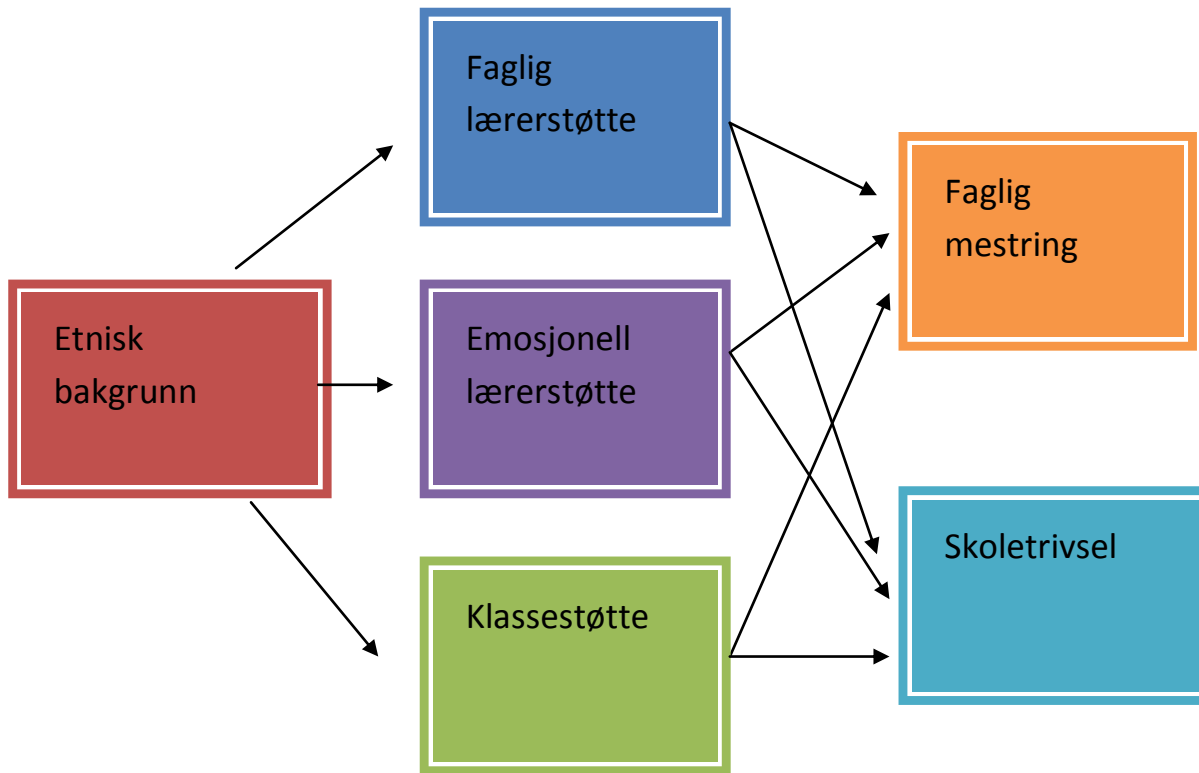 Faglig
lærerstøtte
Faglig
mestring
Etnisk
bakgrunn
Emosjonell
lærerstøtte
Skoletrivsel
Klassestøtte